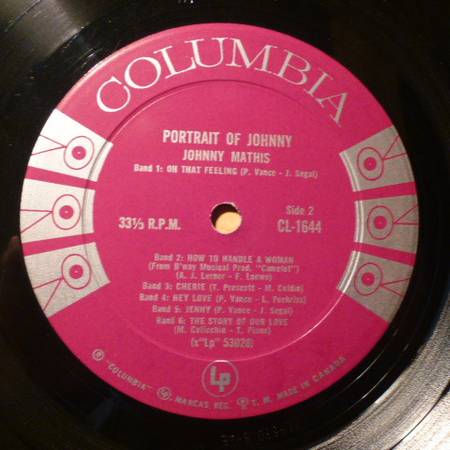 COLUMBIA
PORTRAIT OF JOHNNY
JOHNNY MATHIS
Band 1: OH THAT FEELING (P. Vance - J. Segal)
33⅓ R.P.M.
Side 2
CL-1644
Band 2: HOW TO HANDLE A WOMAN
(From B'way Musical Prod. "Camelot")
(A. J. Lerner - F. Loewe)
Band 3: CHERIE (T. Prescott - M. Goldin)
Band 4: HEY LOVE (P. Vance - L. Pockriss)
Band 5: JENNY (P. Vance - J. Segal)
Band 6: THE STORY OF OUR LOVE
(M. Colicchio - T. Piano)
(x"Lp" 53028)
Lp
"COLUMBIA", MARCAS REG. T. M. MADE IN CANADA